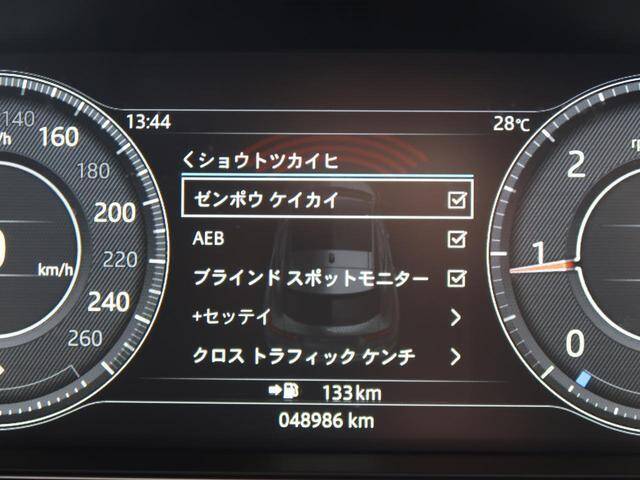 13:44
28℃
140
km/h
160
180
200
220
240
260
km/h
くショウトツカイヒ
ゼンポウ ケイカイ
AEB
ブラインド スポットモニター
+セッテイ
クロス トラフィック ケンチ
133 km
048986 km
2
1
0